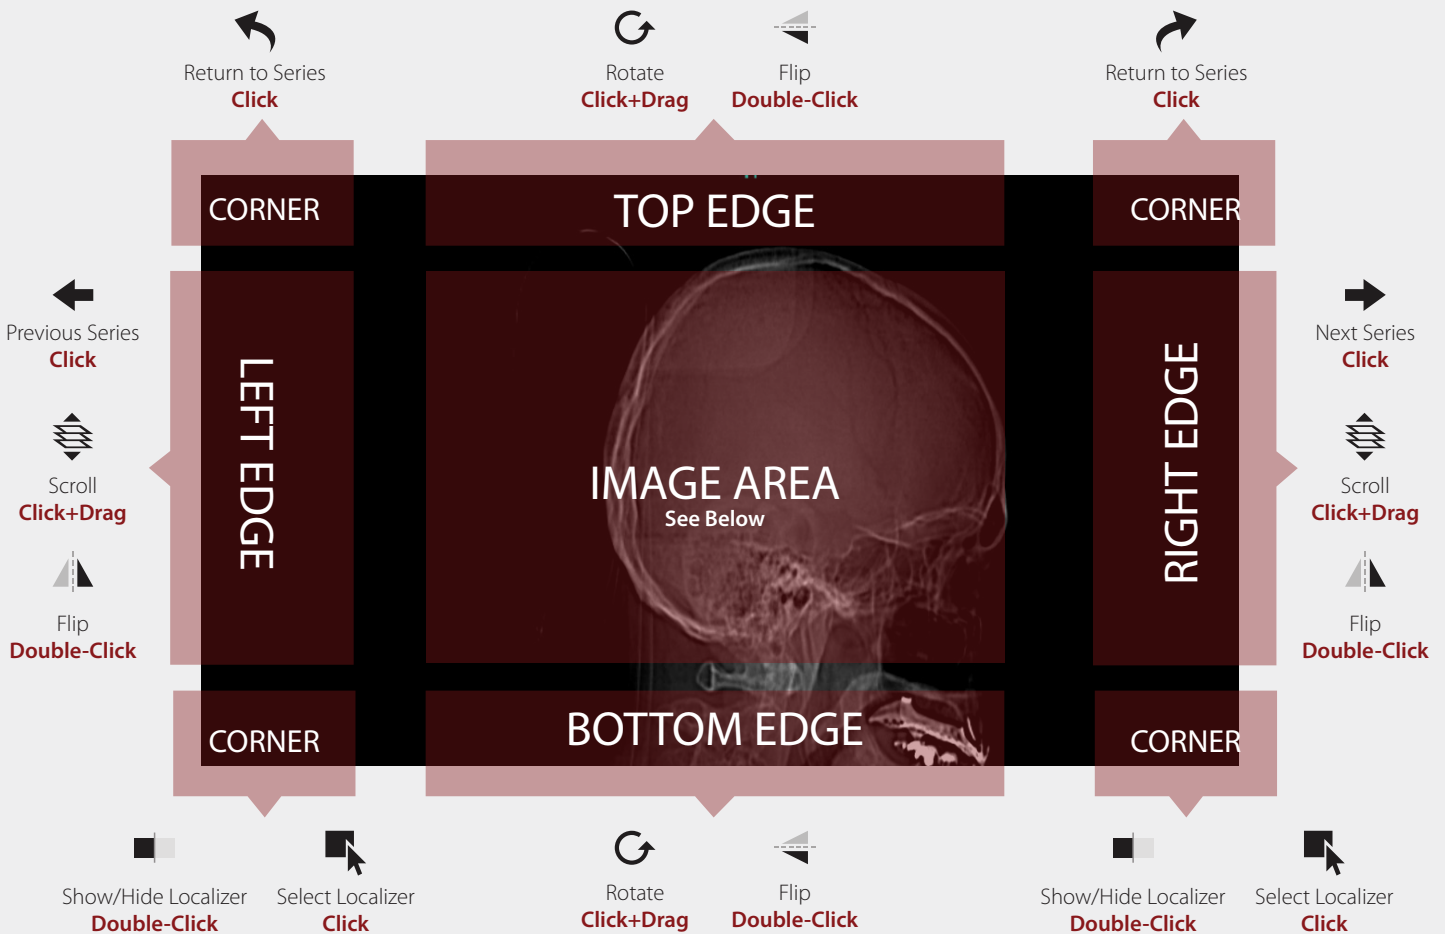 Return to Series
Click
Rotate
Click+Drag
Flip
Double-Click
Return to Series
Click
CORNER
TOP EDGE
CORNER
Previous Series
Click
Scroll
Click+Drag
Flip
Double-Click
LEFT EDGE
IMAGE AREA
See Below
RIGHT EDGE
Next Series
Click
Scroll
Click+Drag
Flip
Double-Click
CORNER
BOTTOM EDGE
CORNER
Show/Hide Localizer
Double-Click
Select Localizer
Click
Rotate
Click+Drag
Flip
Double-Click
Show/Hide Localizer
Double-Click
Select Localizer
Click